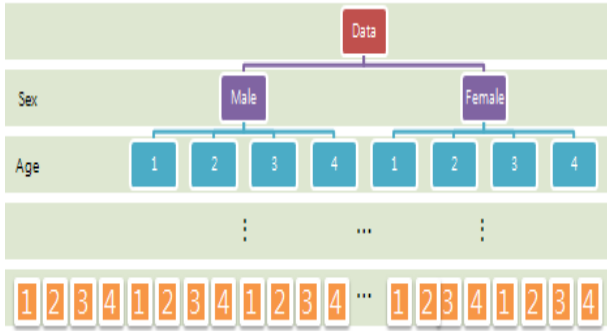 Data
Sex Male Female
Age 1 2 3 4 1 2 3 4
⋮ ... ⋮
1 2 3 4 1 2 3 4 1 2 3 4 ... 1 2 3 4 1 2 3 4